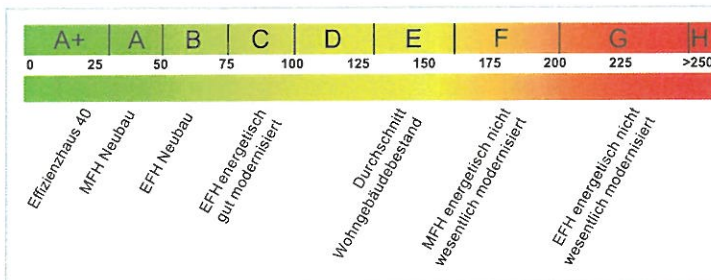 A+ A B C D E F G H
0 25 50 75 100 125 150 175 200 225 >250
Effizienzhaus 40
MFH Neubau
EFH Neubau
EFH energetisch
gut modernisiert
Durchschnitt
Wohngebäudebestand
MFH energetisch nicht
wesentlich modernisiert
EFH energetisch nicht
wesentlich modernisiert